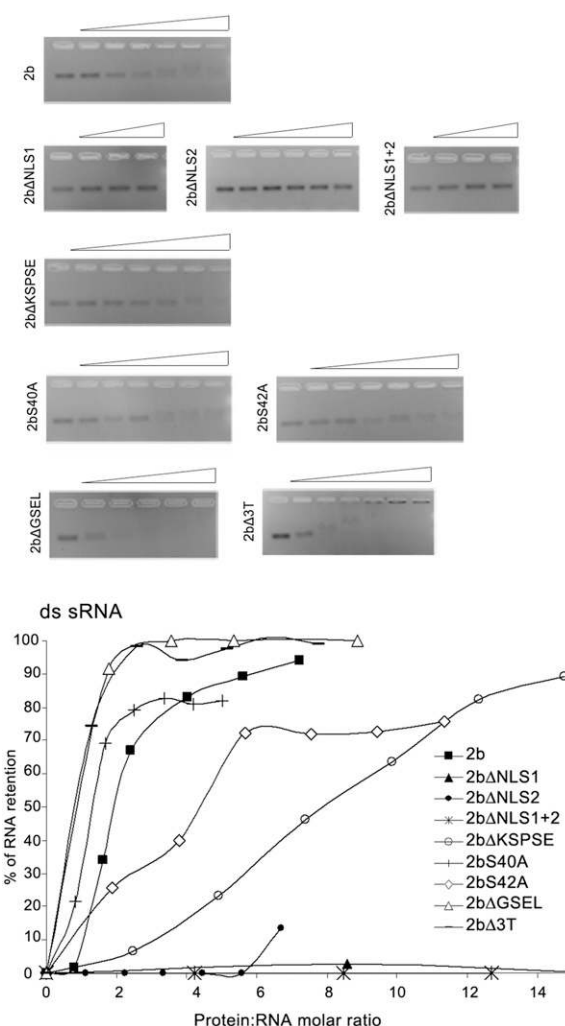 2b
2bΔNLS1
2bΔNLS2
2bΔNLS1+2
2bΔKSPSE
2bS40A
2bS42A
2bΔGSEL
2bΔ3T
ds sRNA
% of RNA retention
100
90
80
70
60
50
40
30
20
10
0
0 2 4 6 8 10 12 14
Protein:RNA molar ratio
2b
2bΔNLS1
2bΔNLS2
2bΔNLS1+2
2bΔKSPSE
2bS40A
2bS42A
2bΔGSEL
2bΔ3T